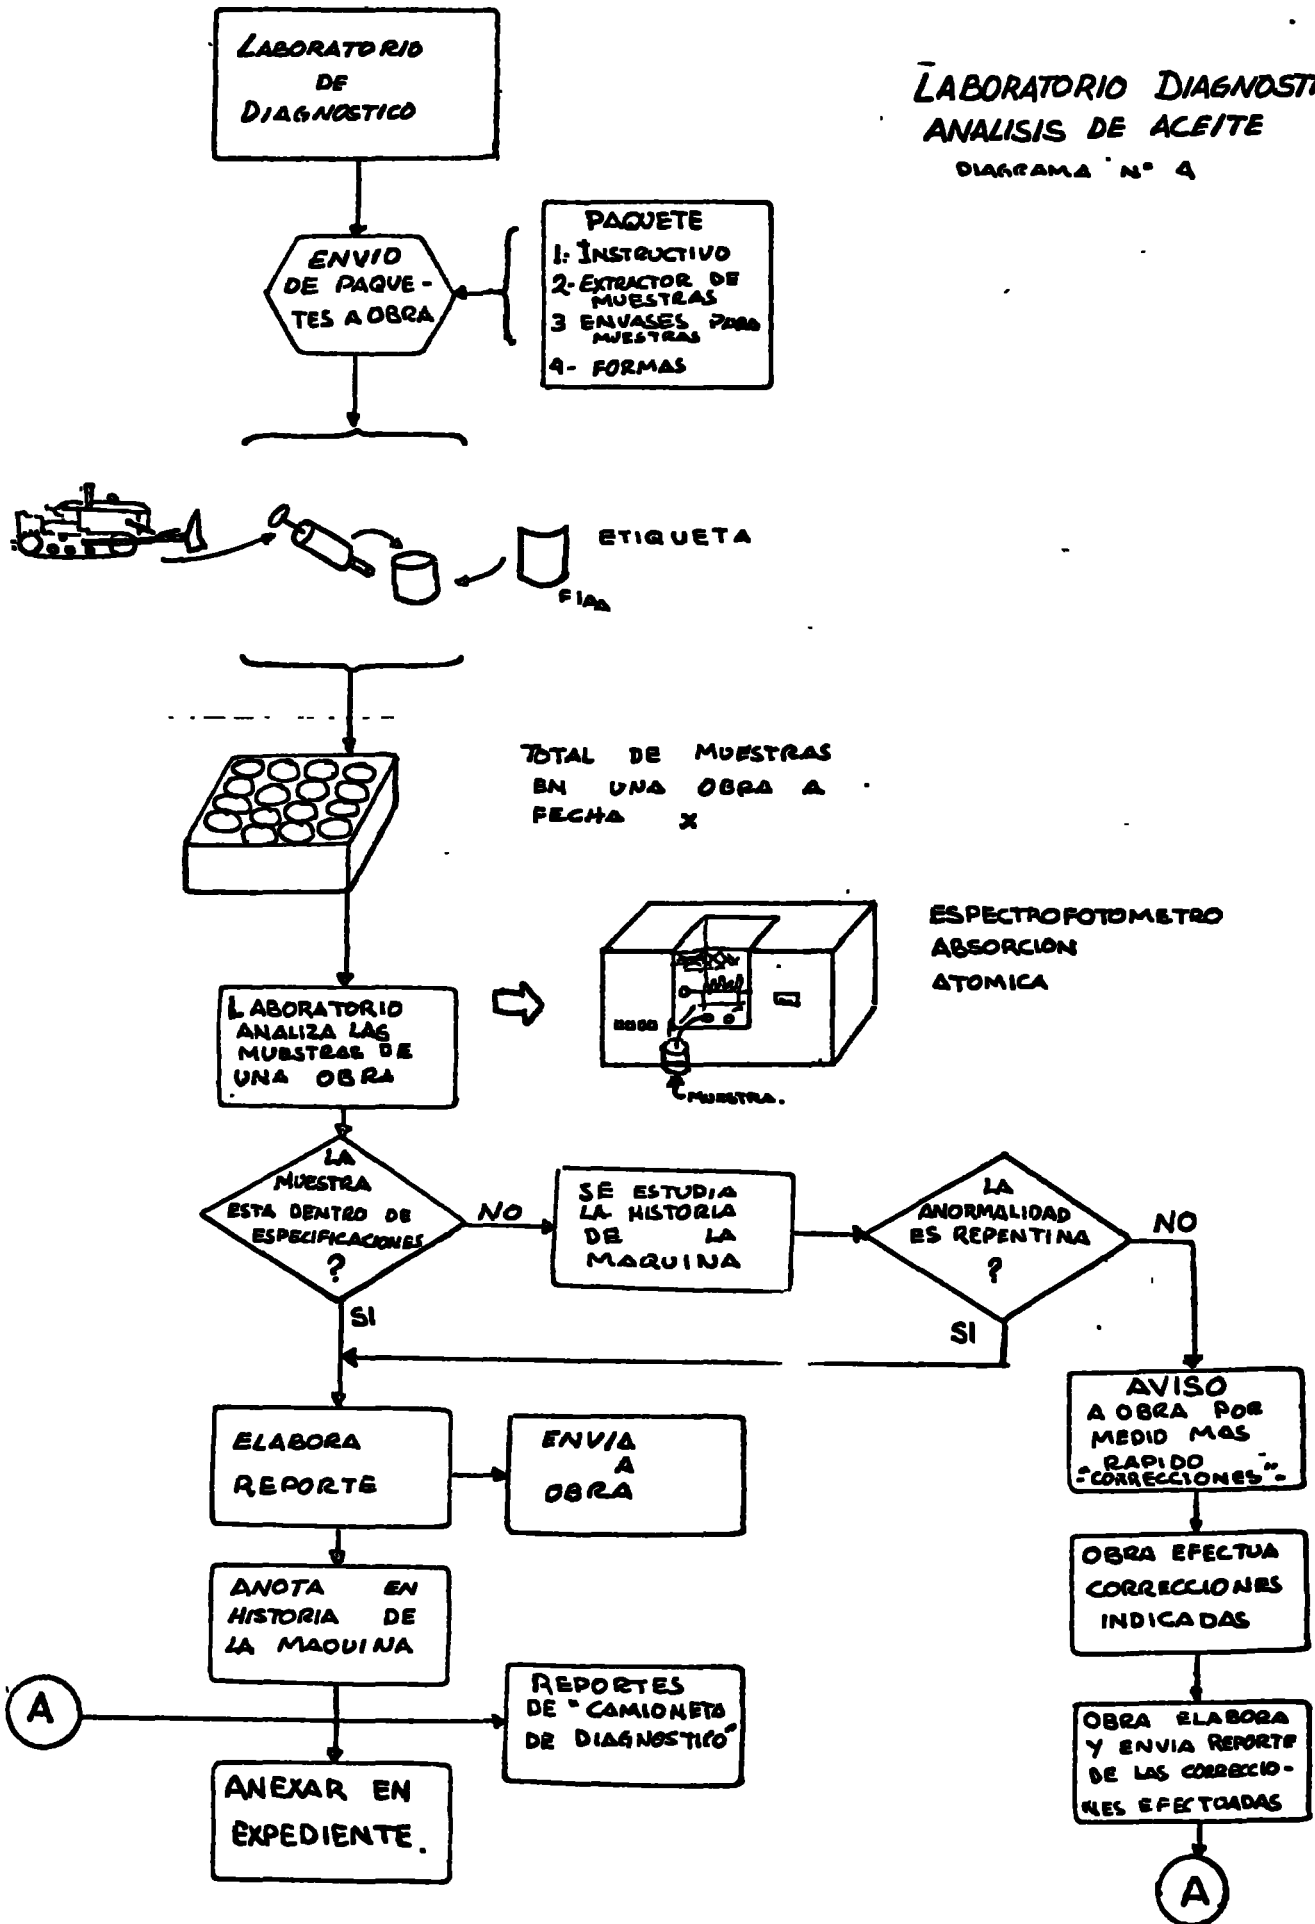 LABORATORIO
DE
DIAGNOSTICO
LABORATORIO DIAGNOSTI
ANALISIS DE ACEITE
DIAGRAMA Nº 4
ENVIO
DE PAQUE-
TES A OBRA
PAQUETE
1- INSTRUCTIVO
2- EXTRACTOR DE
MUESTRAS
3 ENVASES PARA
MUESTRAS
4- FORMAS
ETIQUETA
FIJA
TOTAL DE MUESTRAS
EN UNA OBRA A
FECHA X
ESPECTROFOTOMETRO
ABSORCION
ATOMICA
MUESTRA.
LABORATORIO
ANALIZA LAS
MUESTRAS DE
UNA OBRA
LA
MUESTRA
ESTA DENTRO DE
ESPECIFICACIONES
?
NO
SI
SE ESTUDIA
LA HISTORIA
DE LA
MAQUINA
LA
ANORMALIDAD
ES REPENTINA
?
NO
SI
ELABORA
REPORTE
ENVIA
A
OBRA
AVISO
A OBRA POR
MEDIO MAS
RAPIDO
-"CORRECCIONES"-
ANOTA EN
HISTORIA DE
LA MAQUINA
OBRA EFECTUA
CORRECCIONES
INDICADAS
A
REPORTES
DE "CAMIONETA
DE DIAGNOSTICO"
OBRA ELABORA
Y ENVIA REPORTE
DE LAS CORRECCIO-
NES EFECTUADAS
ANEXAR EN
EXPEDIENTE.
A